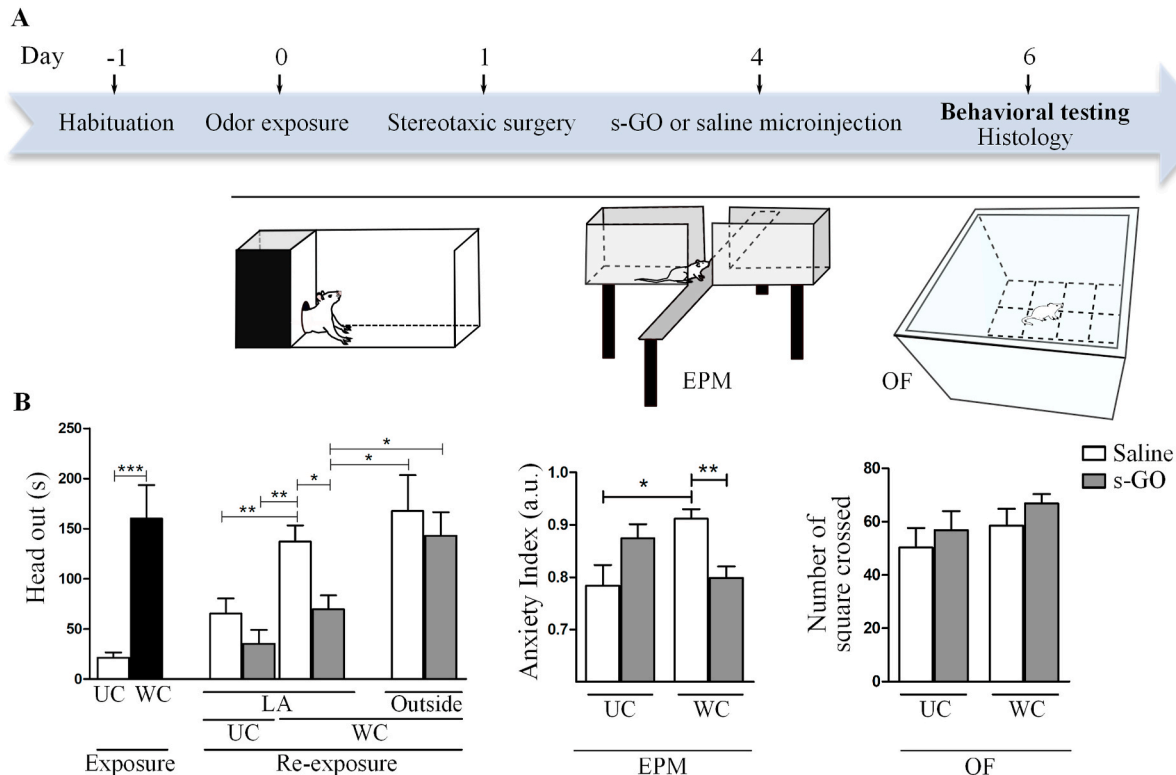 A
Day -1 0 1 4 6
Habituation Odor exposure Stereotaxic surgery s-GO or saline microinjection Behavioral testing
Histology
EPM
OF
B
Head out (s)
250
200
150
100
50
0
***
**
**
*
*
*
UC WC
LA Outside
UC WC
Exposure Re-exposure
Anxiety Index (a.u.)
1.0
0.9
0.8
0.7
*
**
UC WC
EPM
Number of
square crossed
80
60
40
20
0
Saline
s-GO
UC WC
OF